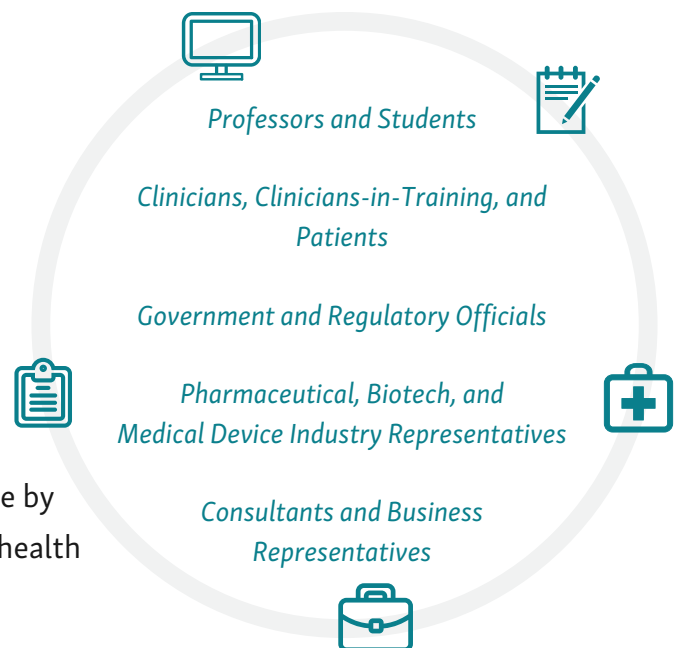 Professors and Students
Clinicians, Clinicians-in-Training, and
Patients
Government and Regulatory Officials
Pharmaceutical, Biotech, and
Medical Device Industry Representatives
e by
health
Consultants and Business
Representatives